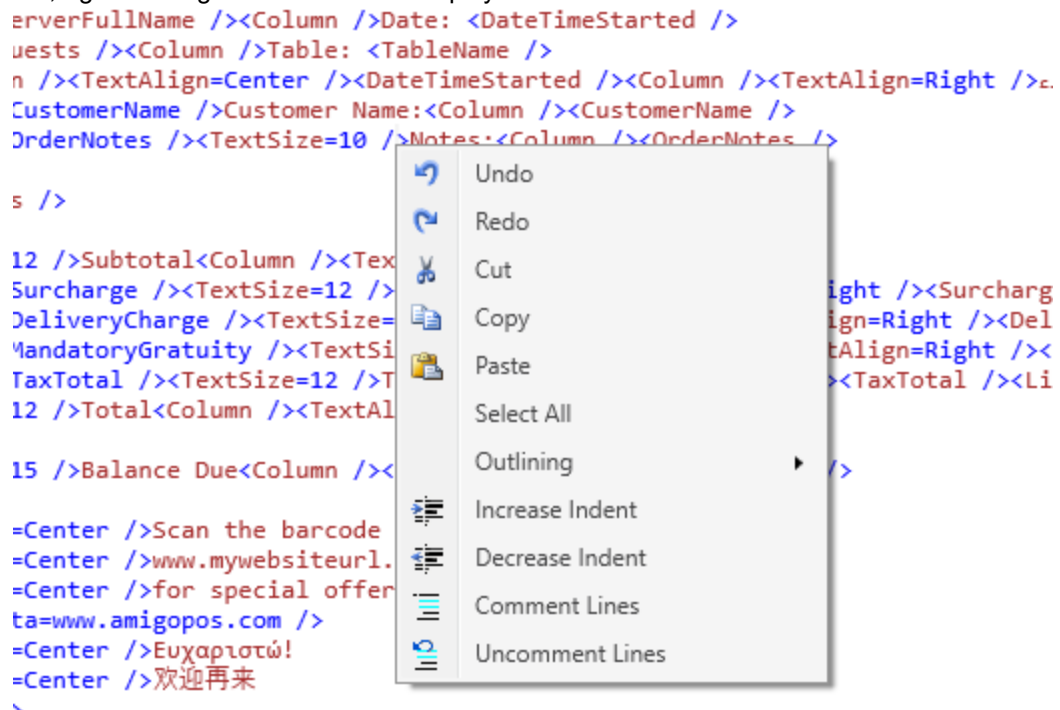 erverFullName /><Column />Date: <DateTimeStarted />
uests /><Column />Table: <TableName />
n /><TextAlign=Center /><DateTimeStarted /><Column /><TextAlign=Right />
CustomerName />Customer Name:<Column /><CustomerName />
OrderNotes /><TextSize=10 />Notes:<Column /><OrderNotes />
s />
12 />Subtotal<Column /><Tex
Surcharge /><TextSize=12 /> ight /><Surcharg
DeliveryCharge /><TextSize= ign=Right /><Del
MandatoryGratuity /><TextSi tAlign=Right /><
TaxTotal /><TextSize=12 />T ><TaxTotal /><Li
12 />Total<Column /><TextAl
15 />Balance Due<Column />< />
=Center />Scan the barcode
=Center />www.mywebsiteurl.
=Center />for special offer
ta=www.amigopos.com />
=Center />Ευχαριστώ!
=Center />欢迎再来
Undo
Redo
Cut
Copy
Paste
Select All
Outlining
Increase Indent
Decrease Indent
Comment Lines
Uncomment Lines